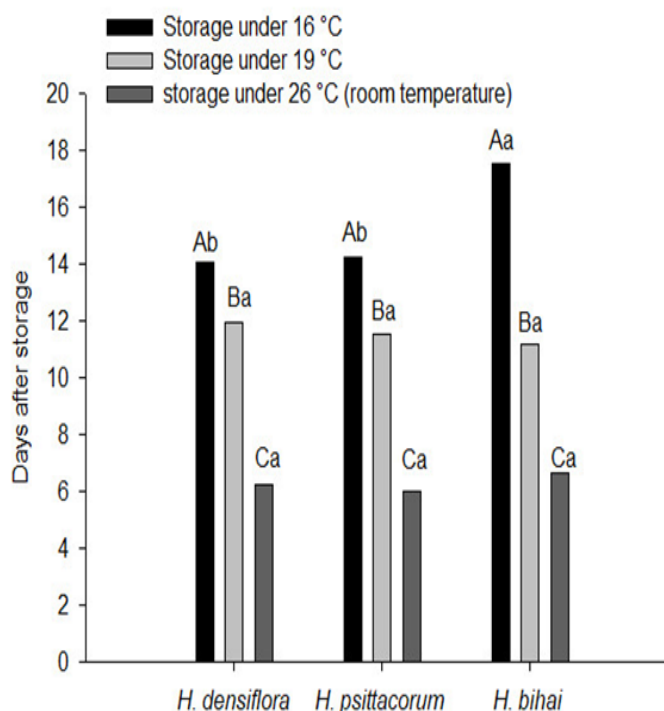 Storage under 16 °C
Storage under 19 °C
storage under 26 °C (room temperature)
20
18
16
14
12
10
8
6
4
2
0
Days after storage
Ab
Ba
Ca
Ab
Ba
Ca
Aa
Ba
Ca
H. densiflora H. psittacorum H. bihai